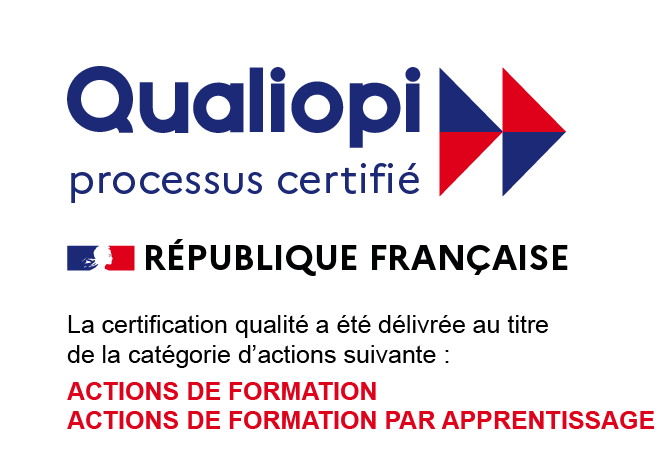 Qualiopi
processus certifié
RÉPUBLIQUE FRANÇAISE
La certification qualité a été délivrée au titre
de la catégorie d’actions suivante :
ACTIONS DE FORMATION
ACTIONS DE FORMATION PAR APPRENTISSAGE